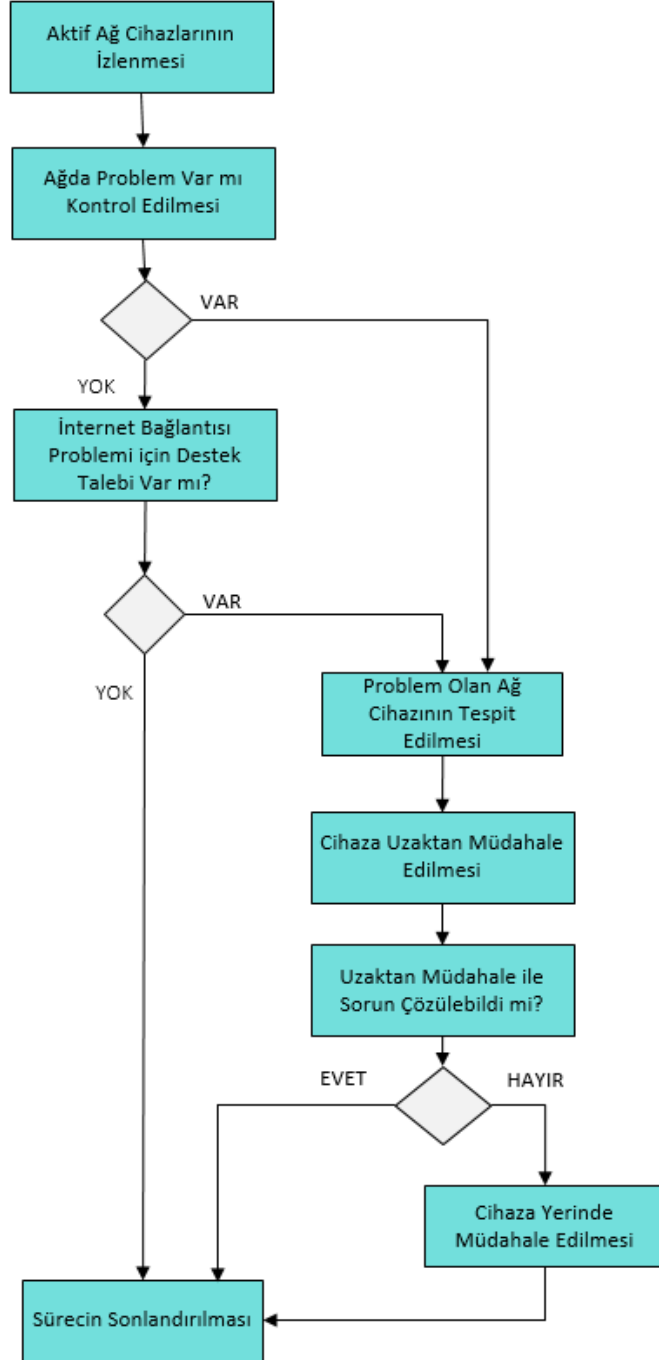 Aktif Ağ Cihazlarının
İzlenmesi
Ağda Problem Var mı
Kontrol Edilmesi
VAR
YOK
İnternet Bağlantısı
Problemi için Destek
Talebi Var mı?
VAR
YOK
Problem Olan Ağ
Cihazının Tespit
Edilmesi
Cihaza Uzaktan Müdahale
Edilmesi
Uzaktan Müdahale ile
Sorun Çözülebildi mi?
EVET
HAYIR
Cihaza Yerinde
Müdahale Edilmesi
Sürecin Sonlandırılması